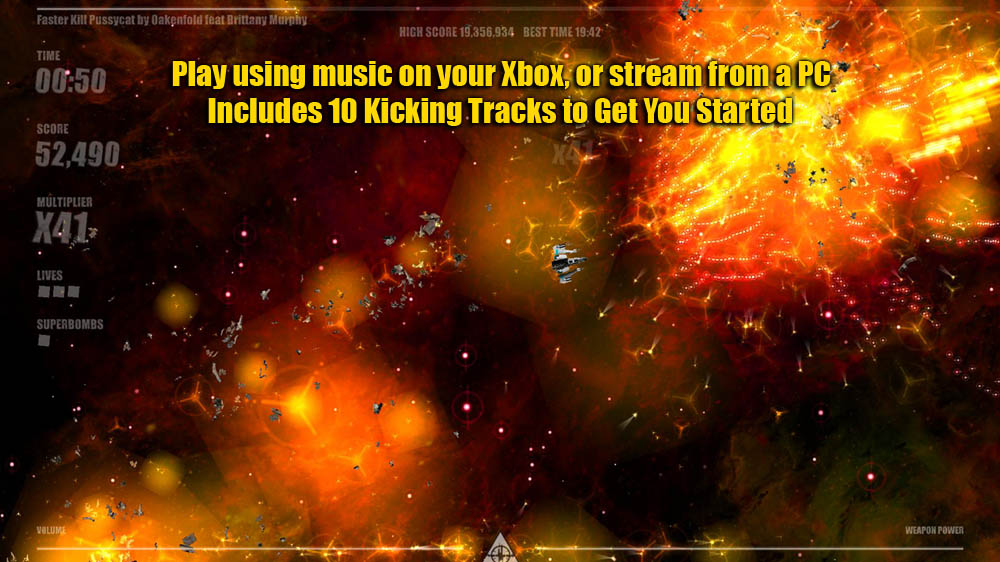 Faster Kill Pussycat by Oakenfold feat Brittany Murphy
HIGH SCORE 19,356,934 BEST TIME 19:42
TIME
00:50
Play using music on your Xbox, or stream from a PC
Includes 10 Kicking Tracks to Get You Started
SCORE
52,490
X41
MULTIPLIER
X41
LIVES
SUPERBOMBS
VOLUME
WEAPON POWER